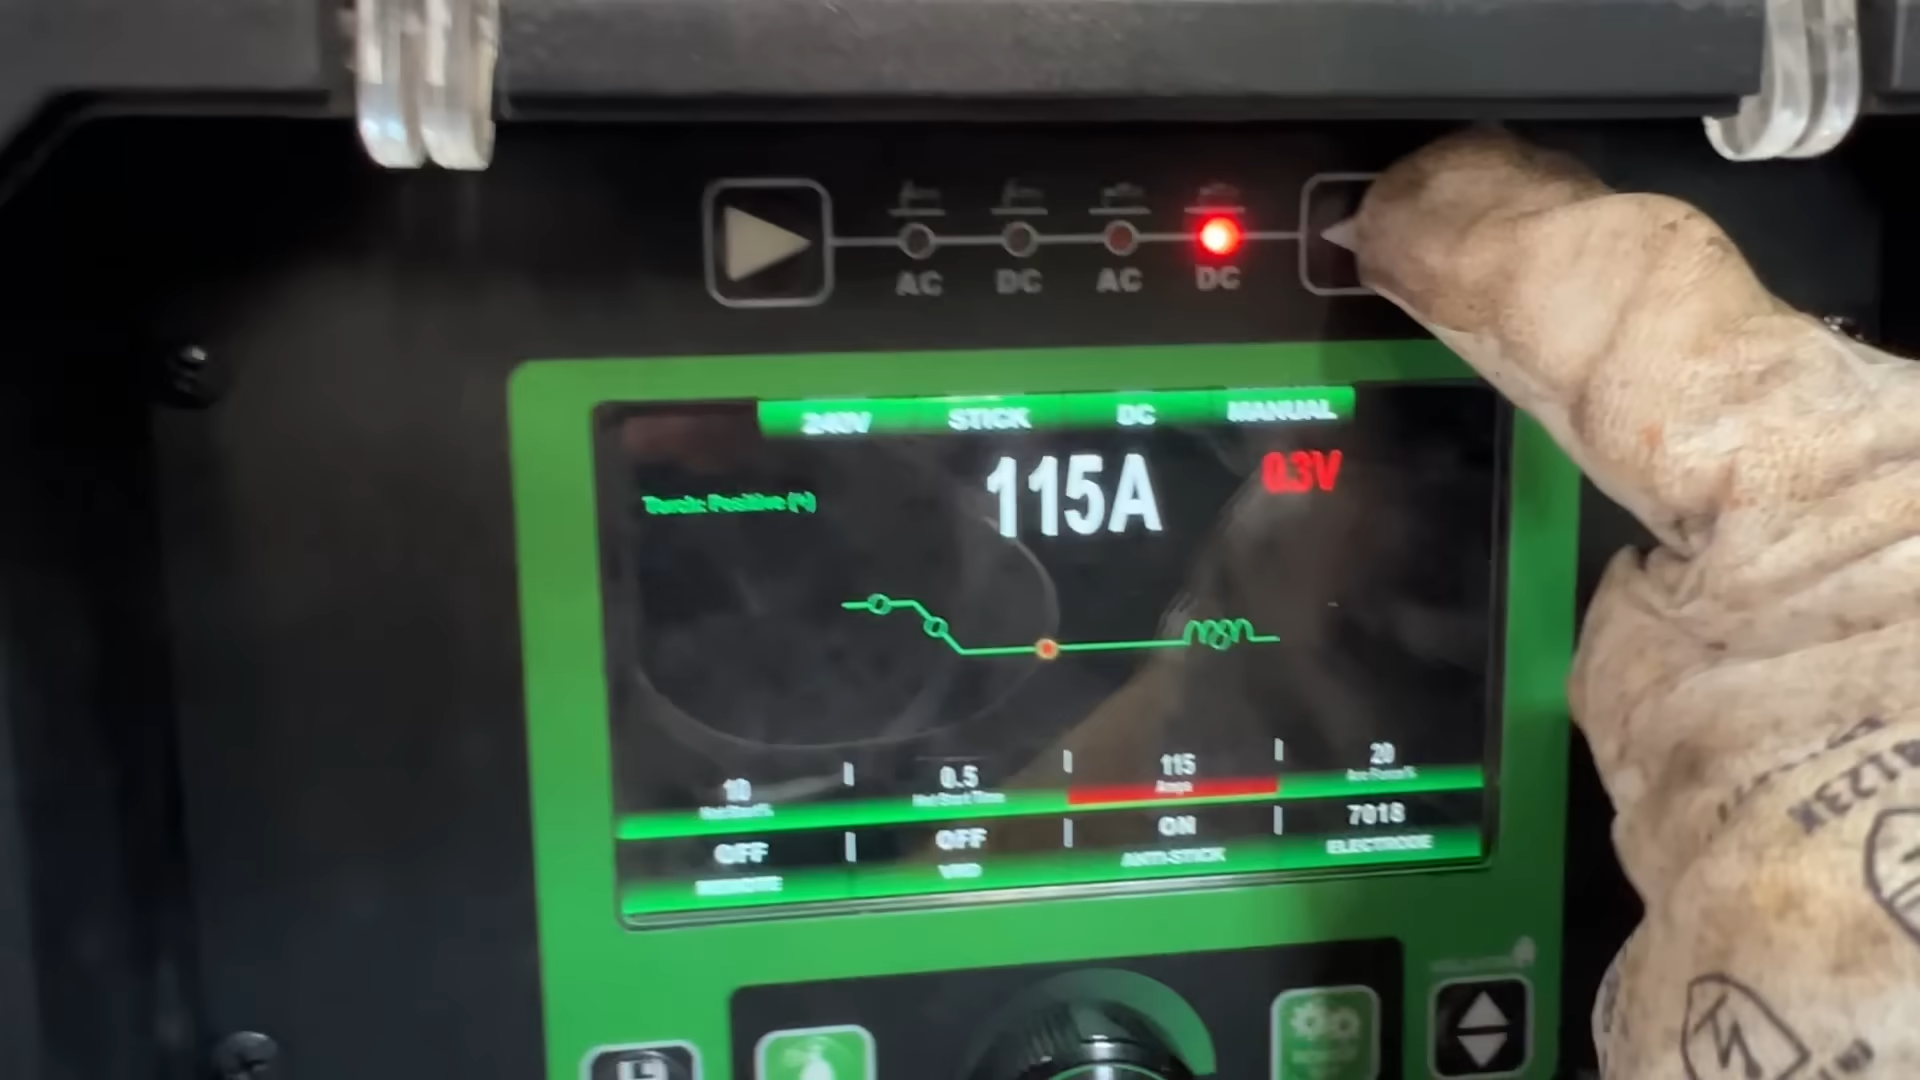 AC DC AC DC
240V STICK DC MANUAL
115A 0.3V
Torch: Positive (+)
10 0.5 115 20
Hot Start% Hot Start Time Amps Arc Force%
OFF OFF ON 7018
REMOTE VRD ANTI-STICK ELECTRODE